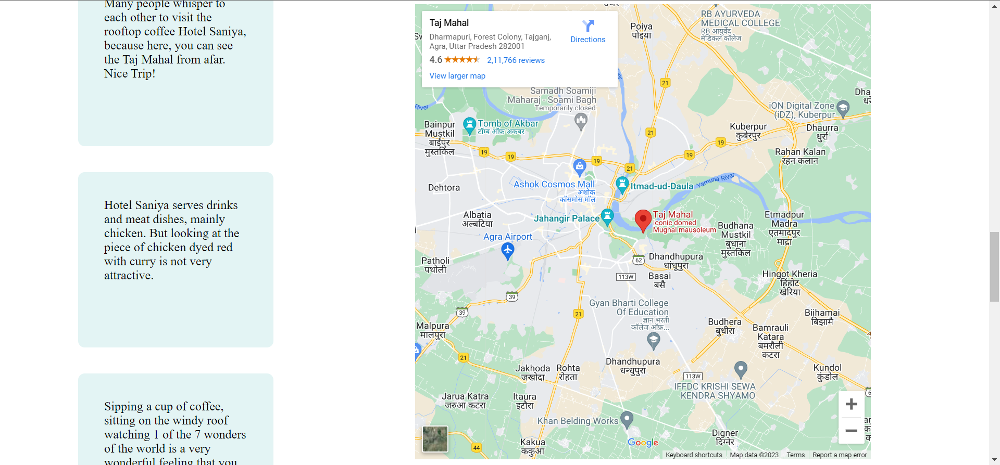 Many people whisper to
each other to visit the
rooftop coffee Hotel Saniya,
because here, you can see
the Taj Mahal from afar.
Nice Trip!
Hotel Saniya serves drinks
and meat dishes, mainly
chicken. But looking at the
piece of chicken dyed red
with curry is not very
attractive.
Sipping a cup of coffee,
sitting on the windy roof
watching 1 of the 7 wonders
of the world is a very
wonderful feeling that you
Taj Mahal
Dharmapuri, Forest Colony, Tajganj,
Agra, Uttar Pradesh 282001
Directions
4.6
2,11,766 reviews
View larger map
RB AYURVEDA
MEDICAL COLLEGE
RB आयुर्वेद
मेडिकल कॉलेज
Poiya
पोइया
21
Samadh Soamiji
Maharaj - Soami Bagh
Temporarily closed
River
iON Digital Zone
(iDZ), Kuberpur
Tomb of Akbar
टॉम्ब ऑफ़ अकबर
Bainpur
Mustkil
बाईंपुर
मुस्तकिल
Kuberpur
कुबेरपुर
Dhaurra
धुर्रा
21
19
19
19
19
19
21
Rahan Kalan
रहन कलान
Dehtora
Ashok Cosmos Mall
अशोक
कॉसमोस मॉल
Itmad-ud-Daula
Yamuna River
Albatia
अल्बटिया
Jahangir Palace
Taj Mahal
Iconic domed
Mughal mausoleum
Budhana
Mustkil
बुधाना
मुस्तकिल
Etmadpur
Madra
एतमादपुर
माद्रा
Agra Airport
Patholi
पथोली
62
Dhandhupura
धांधूपुरा
113W
Basai
बसै
Hingot Kheria
हिंहोट
खेरिया
39
39
21
Gyan Bharti College
Of Education
ज्ञान भरती
कॉलेज ऑफ़...
Malpura
मालपुरा
Budhera
बुधीरा
Biihamai
बिझामै
Bamrauli
Katara
बमरौली
कटरा
21
Jakhoda
जखोदा
Rohta
रोहता
Dhandhupura
धन्धुपुरा
113W
Kundol
कुंडोल
IFFDC KRISHI SEWA
KENDRA SHYAMO
Jarua Katra
जरुआ कटरा
Itaura
इटौरा
Khan Belding Works
Digner
दिग्नेर
Kakua
ककुआ
44
Google
Keyboard shortcuts
Map data ©2023
Terms
Report a map error